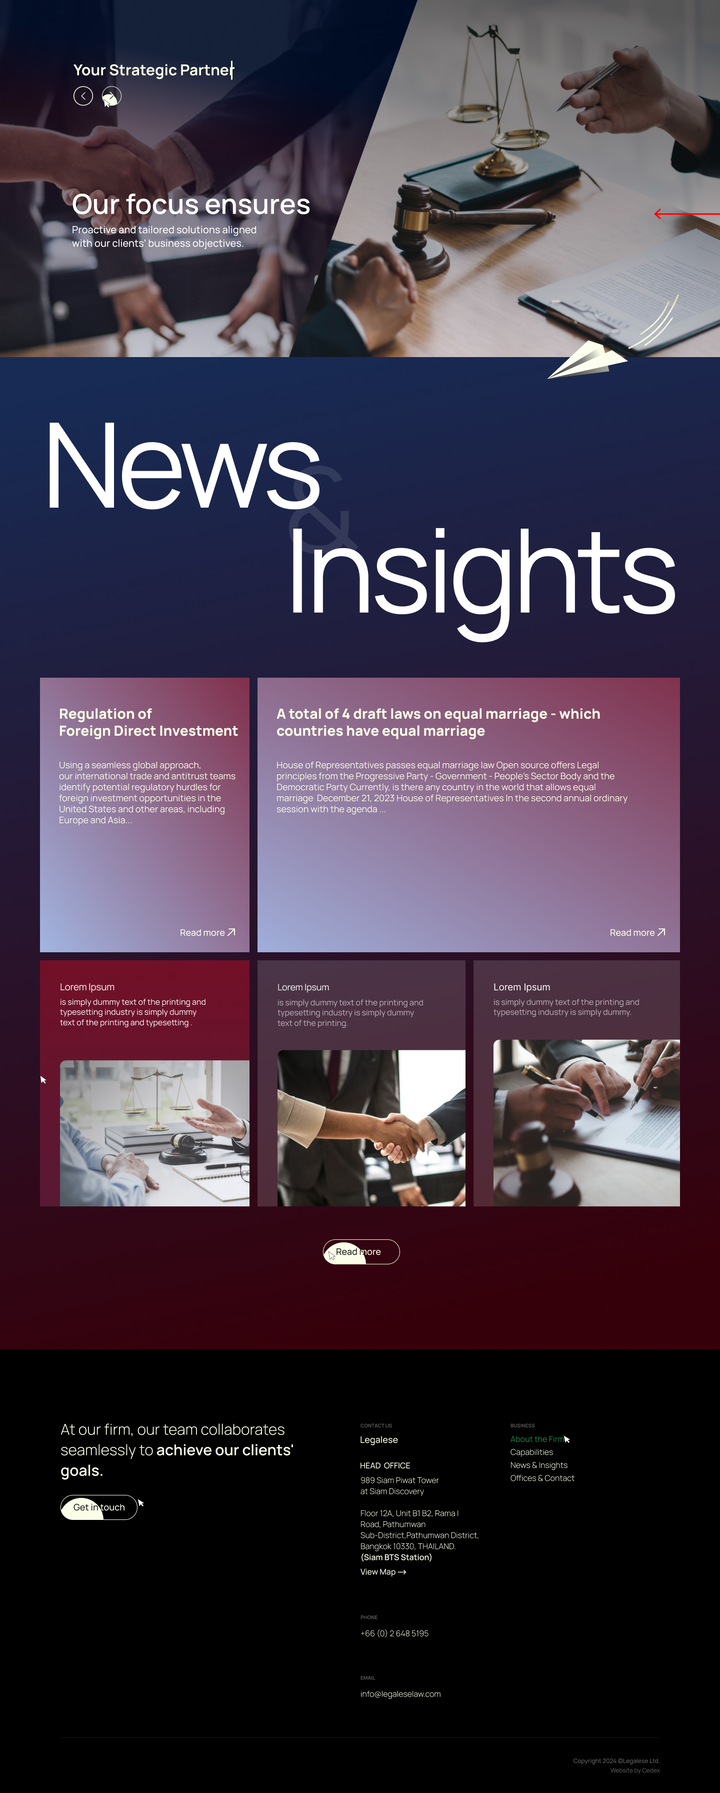 Your Strategic Partner
Our focus ensures
Proactive and tailored solutions aligned
with our clients' business objectives.
News
&
Insights
Regulation of
Foreign Direct Investment
Using a seamless global approach,
our international trade and antitrust teams
identify potential regulatory hurdles for
foreign investment opportunities in the
United States and other areas, including
Europe and Asia...
Read more
A total of 4 draft laws on equal marriage - which
countries have equal marriage
House of Representatives passes equal marriage law Open source offers Legal
principles from the Progressive Party - Government - People's Sector Body and the
Democratic Party Currently, is there any country in the world that allows equal
marriage December 21, 2023 House of Representatives In the second annual ordinary
session with the agenda ...
Read more
Lorem Ipsum
is simply dummy text of the printing and
typesetting industry is simply dummy
text of the printing and typesetting .
Lorem Ipsum
is simply dummy text of the printing and
typesetting industry is simply dummy
text of the printing.
Lorem Ipsum
is simply dummy text of the printing and
typesetting industry is simply dummy.
Read more
At our firm, our team collaborates
seamlessly to achieve our clients'
goals.
Get in touch
CONTACT US
Legalese
HEAD OFFICE
989 Siam Piwat Tower
at Siam Discovery
Floor 12A, Unit B1 B2, Rama I
Road, Pathumwan
Sub-District,Pathumwan District,
Bangkok 10330, THAILAND.
(Siam BTS Station)
View Map
PHONE
+66 (0) 2 648 5195
EMAIL
info@legaleselaw.com
BUSINESS
About the Firm
Capabilities
News & Insights
Offices & Contact
Copyright 2024 ©Legalese Ltd.
Website by Cedex